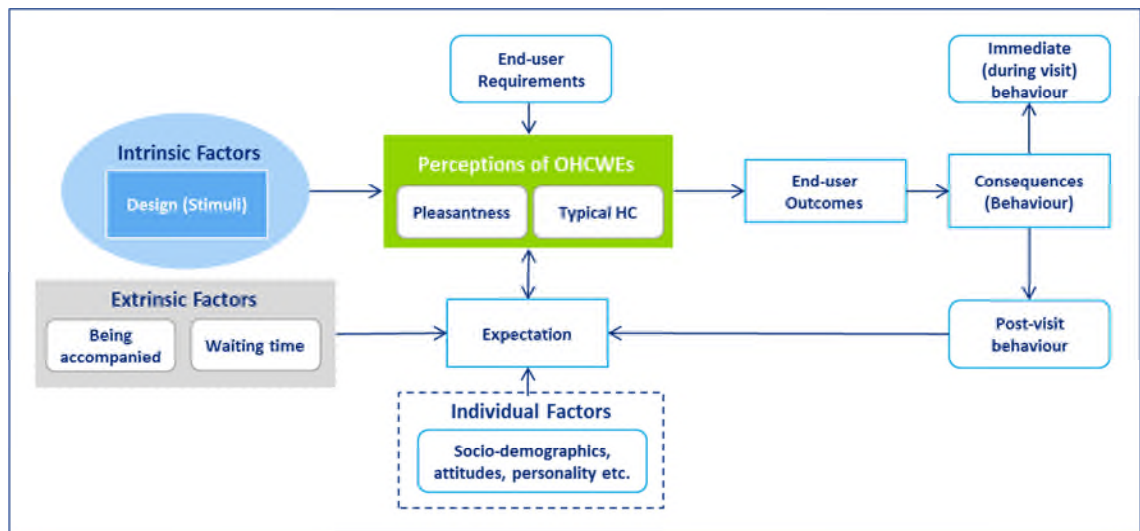 End-user
Requirements
Immediate
(during visit)
behaviour
Intrinsic Factors
Design (Stimuli)
Perceptions of OHCWEs
Pleasantness
Typical HC
End-user
Outcomes
Consequences
(Behaviour)
Extrinsic Factors
Being
accompanied
Waiting time
Expectation
Post-visit
behaviour
Individual Factors
Socio-demographics,
attitudes, personality etc.